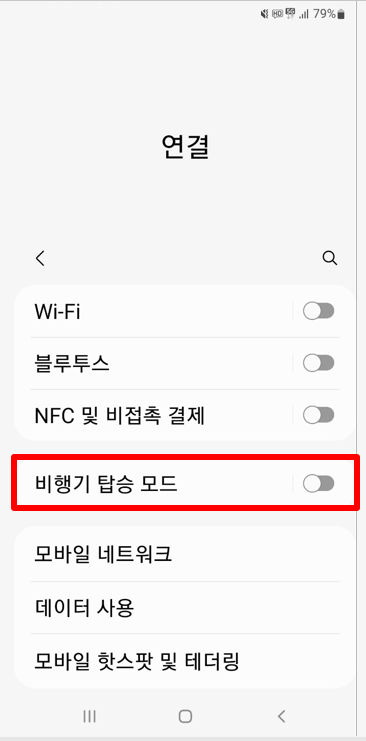 HD 5G 79%
연결
Wi-Fi
블루투스
NFC 및 비접촉 결제
비행기 탑승 모드
모바일 네트워크
데이터 사용
모바일 핫스팟 및 테더링